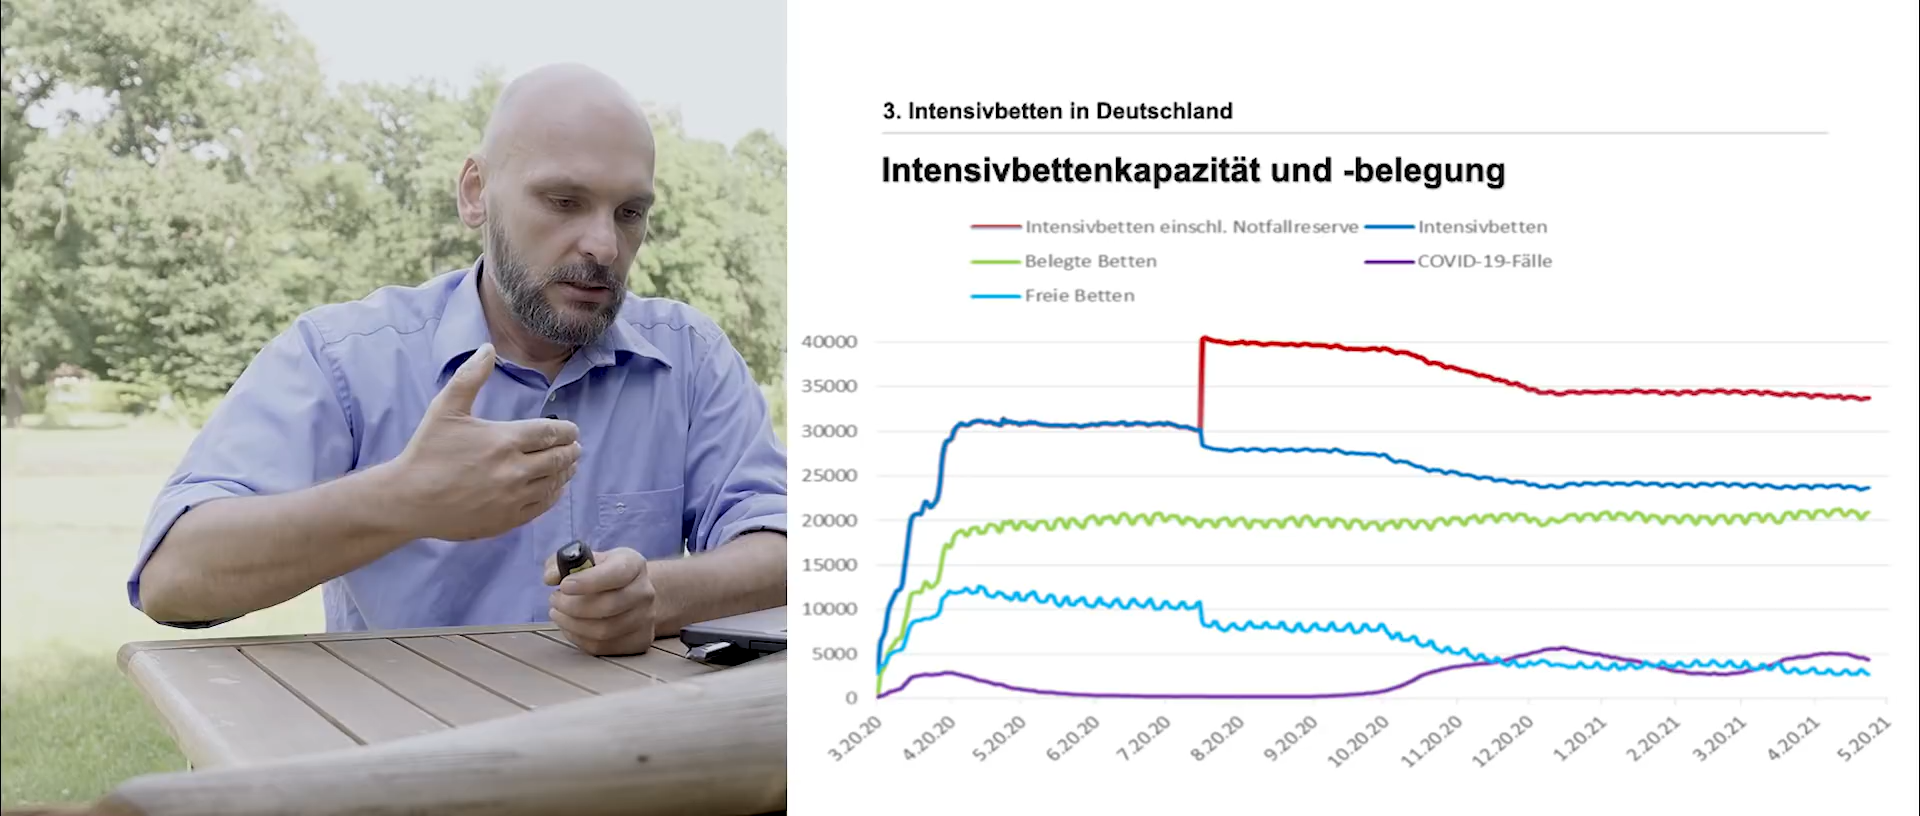 3. Intensivbetten in Deutschland
Intensivbettenkapazität und -belegung
Intensivbetten einschl. Notfallreserve Intensivbetten
Belegte Betten COVID-19-Fälle
Freie Betten
40000
35000
30000
25000
20000
15000
10000
5000
0
3.20.20 4.20.20 5.20.20 6.20.20 7.20.20 8.20.20 9.20.20 10.20.20 11.20.20 12.20.20 1.20.21 2.20.21 3.20.21 4.20.21 5.20.21